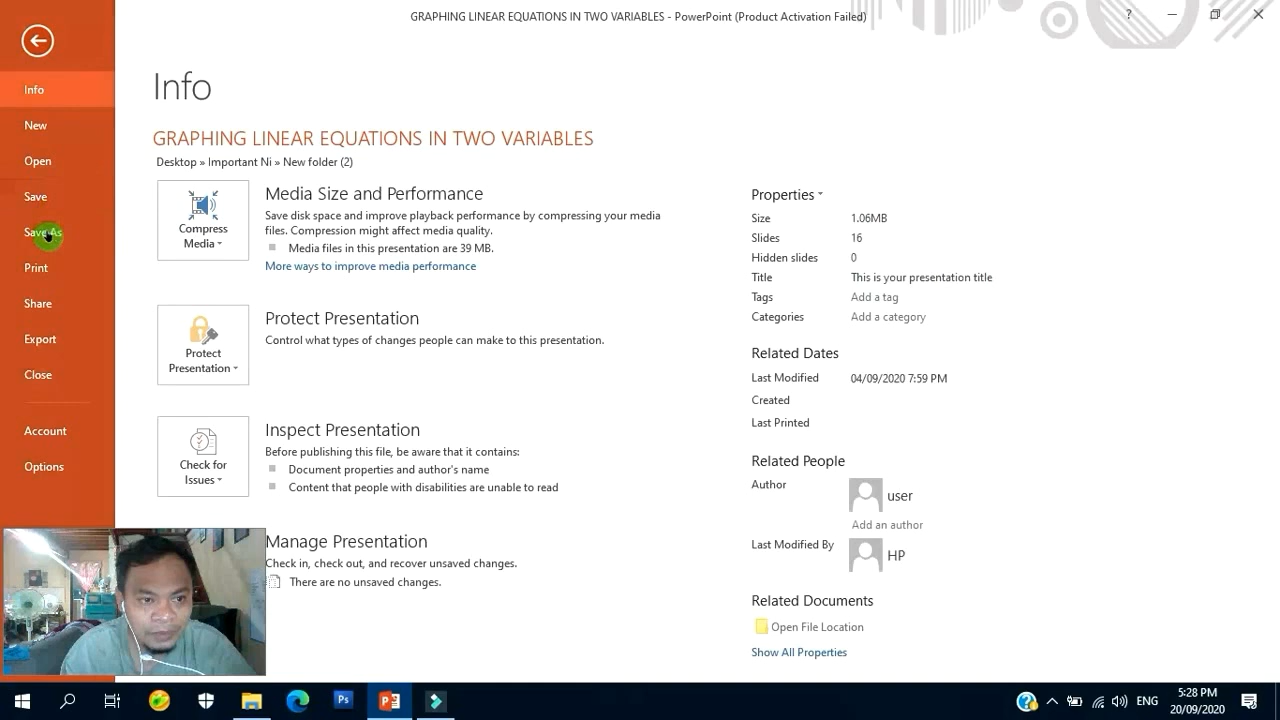 GRAPHING LINEAR EQUATIONS IN TWO VARIABLES - PowerPoint (Product Activation Failed)
?
Info
New
Open
Save
Save As
Print
Share
Export
Close
Account
Options
Info
GRAPHING LINEAR EQUATIONS IN TWO VARIABLES
Desktop » Important Ni » New folder (2)
Compress
Media
Media Size and Performance
Save disk space and improve playback performance by compressing your media
files. Compression might affect media quality.
Media files in this presentation are 39 MB.
More ways to improve media performance
Protect
Presentation
Protect Presentation
Control what types of changes people can make to this presentation.
Check for
Issues
Inspect Presentation
Before publishing this file, be aware that it contains:
Document properties and author's name
Content that people with disabilities are unable to read
Manage Presentation
Check in, check out, and recover unsaved changes.
There are no unsaved changes.
Properties
Size 1.06MB
Slides 16
Hidden slides 0
Title This is your presentation title
Tags Add a tag
Categories Add a category
Related Dates
Last Modified 04/09/2020 7:59 PM
Created
Last Printed
Related People
Author user
Add an author
Last Modified By HP
Related Documents
Open File Location
Show All Properties
Ps
P
?
ENG
5:28 PM
20/09/2020